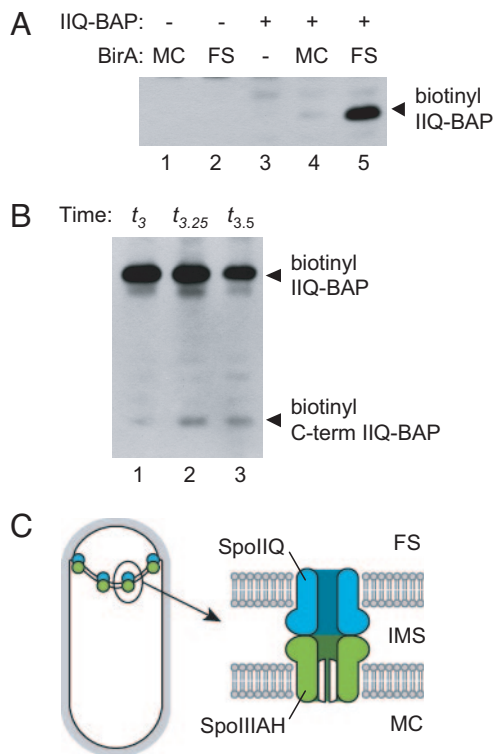 A
IIQ-BAP: - - + + +
BirA: MC FS - MC FS
biotinyl
IIQ-BAP
1 2 3 4 5
B
Time: t3 t3.25 t3.5
biotinyl
IIQ-BAP
biotinyl
C-term IIQ-BAP
1 2 3
C
SpoIIQ
FS
IMS
SpoIIIAH
MC